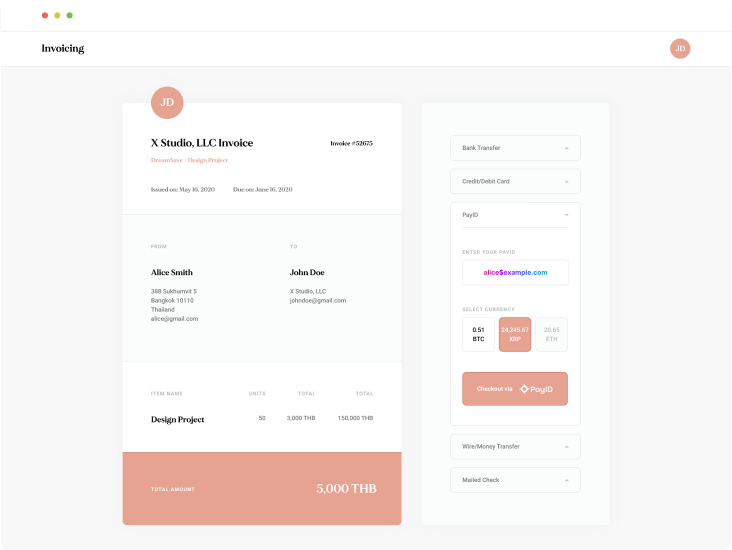 Invoicing
JD
JD
X Studio, LLC Invoice
Invoice #52675
DreamSave - Design Project
Issued on: May 16, 2020
Due on: June 16, 2020
FROM
TO
Alice Smith
John Doe
388 Sukhumvit 5
Bangkok 10110
Thailand
alice@gmail.com
X Studio, LLC
johndoe@gmail.com
ITEM NAME
UNITS
TOTAL
TOTAL
Design Project
50
3,000 THB
150,000 THB
TOTAL AMOUNT
5,000 THB
Bank Transfer
Credit/Debit Card
PayID
ENTER YOUR PAYID
alice$example.com
SELECT CURRENCY
0.51
BTC
24,245.67
XRP
20.65
ETH
Checkout via PayID
Wire/Money Transfer
Mailed Check